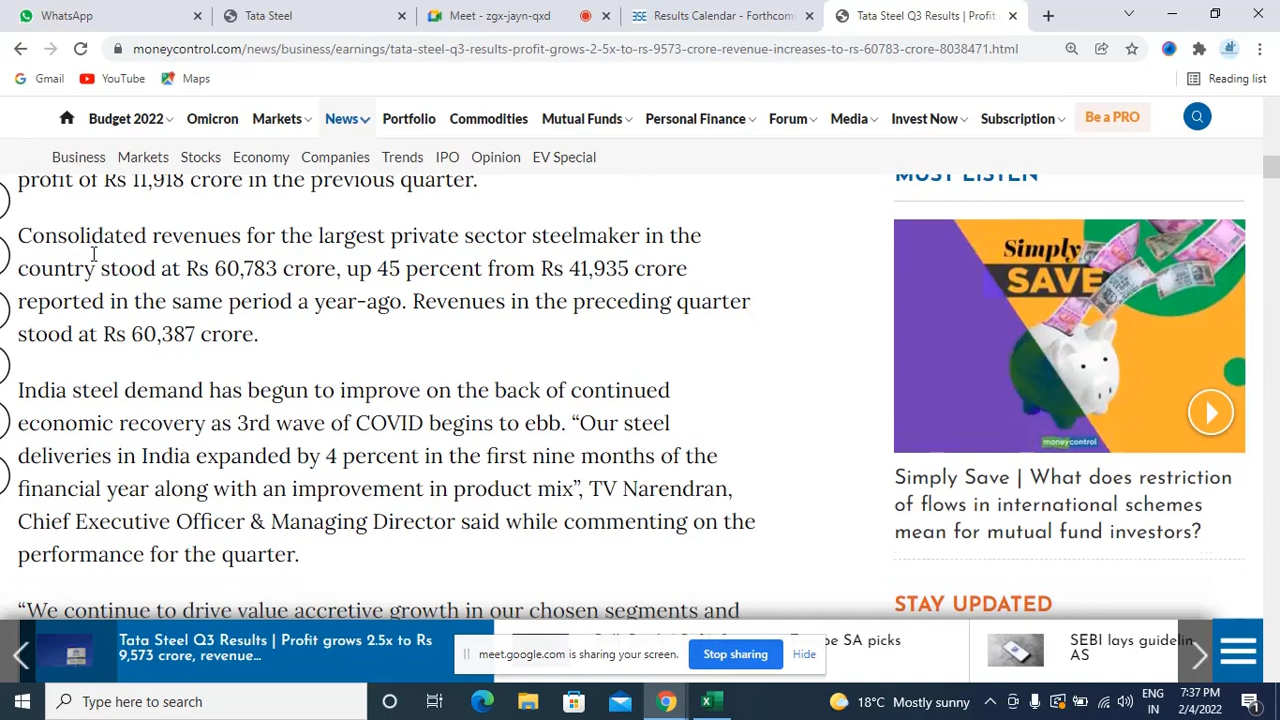 WhatsApp
Tata Steel
Meet - zgx-jayn-qxd
Results Calendar - Forthcom
Tata Steel Q3 Results | Profit
moneycontrol.com/news/business/earnings/tata-steel-q3-results-profit-grows-2-5x-to-rs-9573-crore-revenue-increases-to-rs-60783-crore-8038471.html
Gmail
YouTube
Maps
Reading list
Budget 2022
Omicron
Markets
News
Portfolio
Commodities
Mutual Funds
Personal Finance
Forum
Media
Invest Now
Subscription
Be a PRO
Business
Markets
Stocks
Economy
Companies
Trends
IPO
Opinion
EV Special
profit of Rs 11,918 crore in the previous quarter.
Consolidated revenues for the largest private sector steelmaker in the
country stood at Rs 60,783 crore, up 45 percent from Rs 41,935 crore
reported in the same period a year-ago. Revenues in the preceding quarter
stood at Rs 60,387 crore.
India steel demand has begun to improve on the back of continued
economic recovery as 3rd wave of COVID begins to ebb. “Our steel
deliveries in India expanded by 4 percent in the first nine months of the
financial year along with an improvement in product mix”, TV Narendran,
Chief Executive Officer & Managing Director said while commenting on the
performance for the quarter.
“We continue to drive value accretive growth in our chosen segments and
MUST LISTEN
Simply
SAVE
moneycontrol
Simply Save | What does restriction
of flows in international schemes
mean for mutual fund investors?
STAY UPDATED
Tata Steel Q3 Results | Profit grows 2.5x to Rs
9,573 crore, revenue...
meet.google.com is sharing your screen.
Stop sharing
Hide
SA picks
SEBI lays guidelin
AS
Type here to search
18°C Mostly sunny
ENG
IN
7:37 PM
2/4/2022
1